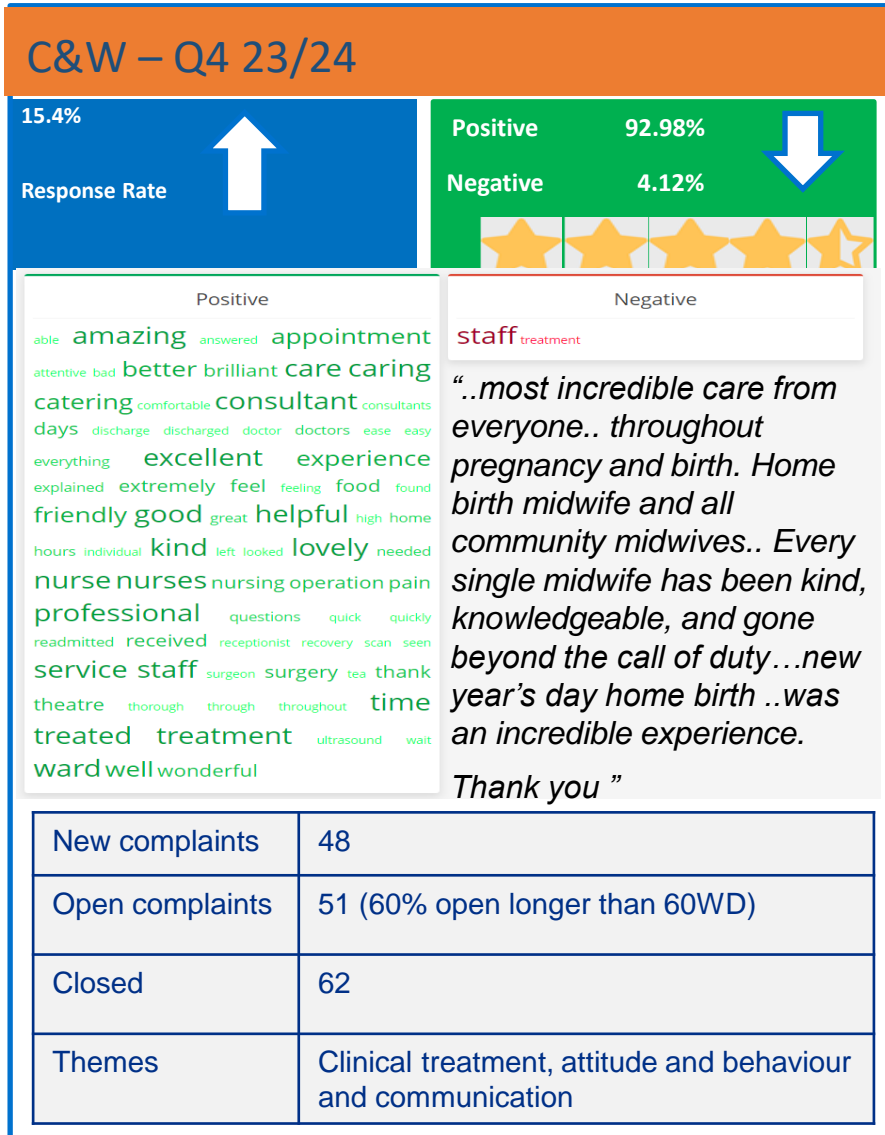 C&W – Q4 23/24
15.4%
Response Rate
Positive 92.98%
Negative 4.12%
Positive
able amazing answered appointment
attentive bad better brilliant care caring
catering comfortable consultant consultants
days discharge discharged doctor doctors ease easy
everything excellent experience
explained extremely feel feeling food found
friendly good great helpful high home
hours individual kind left looked lovely needed
nurse nurses nursing operation pain
professional questions quick quickly
readmitted received receptionist recovery scan seen
service staff surgeon surgery tea thank
theatre thorough through throughout time
treated treatment ultrasound wait
ward well wonderful
Negative
staff treatment
“..most incredible care from
everyone.. throughout
pregnancy and birth. Home
birth midwife and all
community midwives.. Every
single midwife has been kind,
knowledgeable, and gone
beyond the call of duty…new
year’s day home birth ..was
an incredible experience.
Thank you ”
New complaints 48
Open complaints 51 (60% open longer than 60WD)
Closed 62
Themes Clinical treatment, attitude and behaviour
and communication